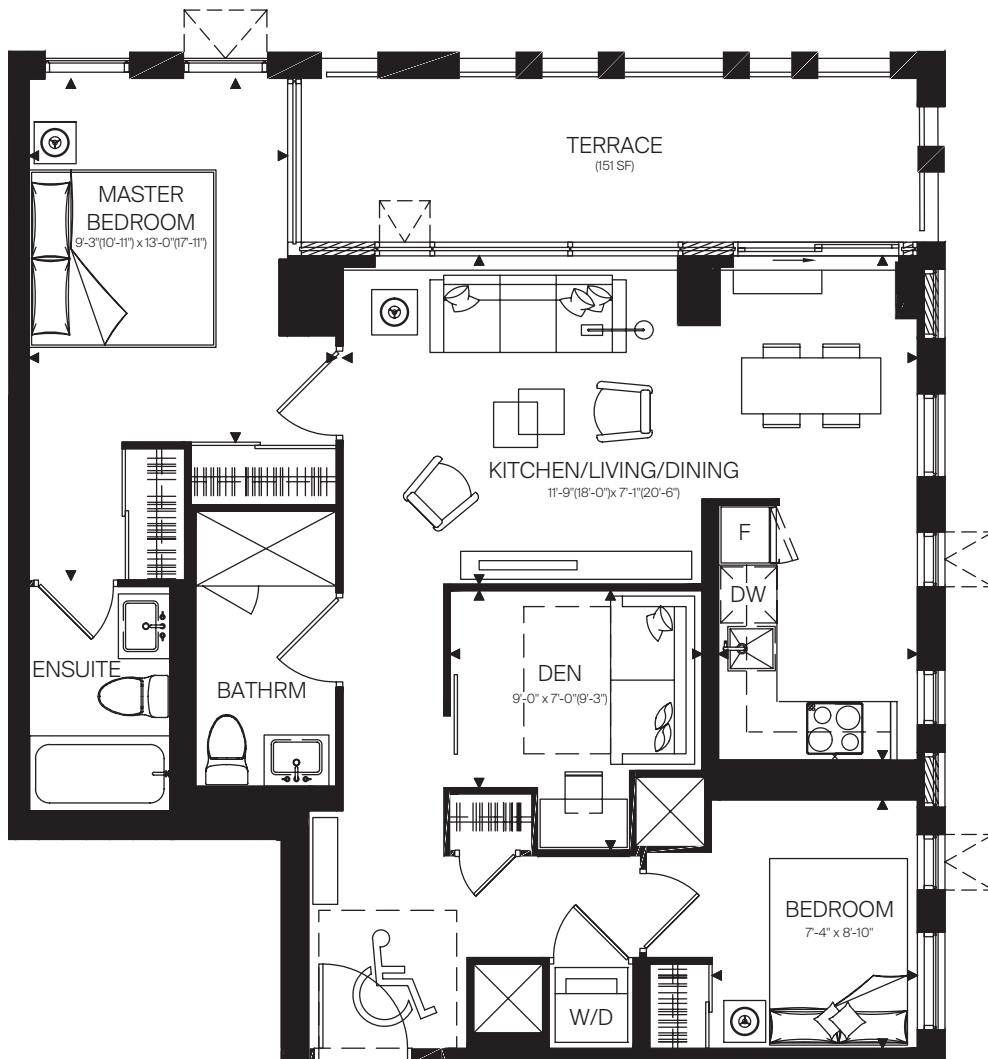 TERRACE
(151 SF)
MASTER
BEDROOM
9'-3"(10'-11") x 13'-0"(17'-11")
KITCHEN/LIVING/DINING
11'-9"(18'-0")x 7'-1"(20'-6")
F
DW
DEN
9'-0" x 7'-0"(9'-3")
ENSUITE
BATHRM
BEDROOM
7'-4" x 8'-10"
W/D